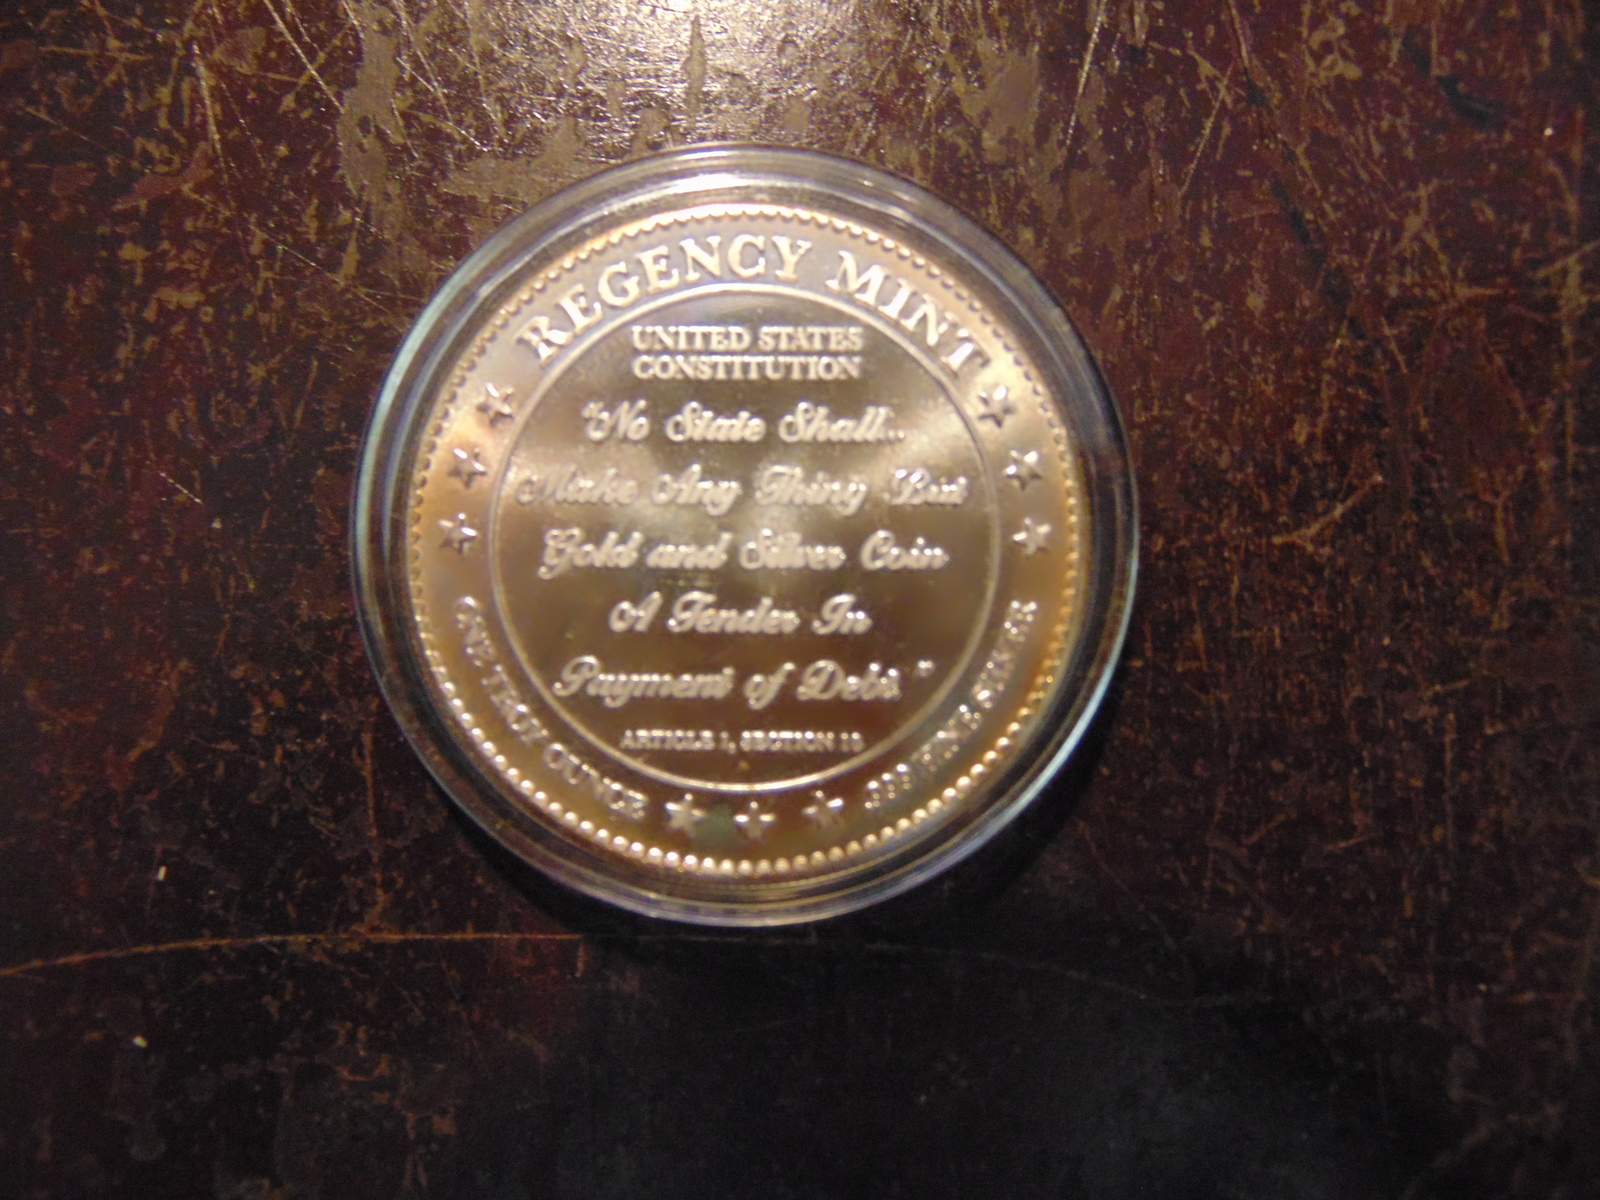 REGENCY MINT
UNITED STATES
CONSTITUTION
"No State Shall...
Make Any Thing But
Gold and Silver Coin
A Tender In
Payment of Debt."
ARTICLE 1, SECTION 10
ONE TROY OUNCE
.999 FINE SILVER